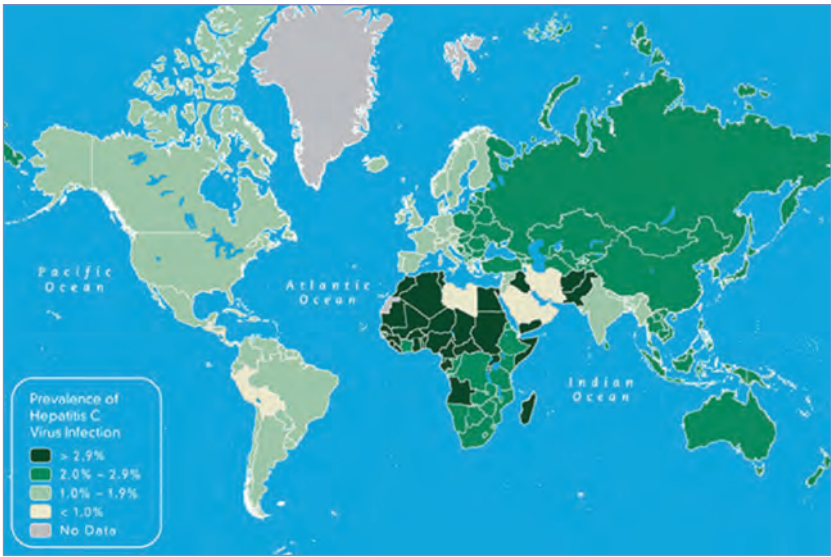 Pacific
Ocean
Atlantic
Ocean
Indian
Ocean
Prevalence of
Hepatitis C
Virus Infection
> 2.9%
2.0% – 2.9%
1.0% – 1.9%
< 1.0%
No Data